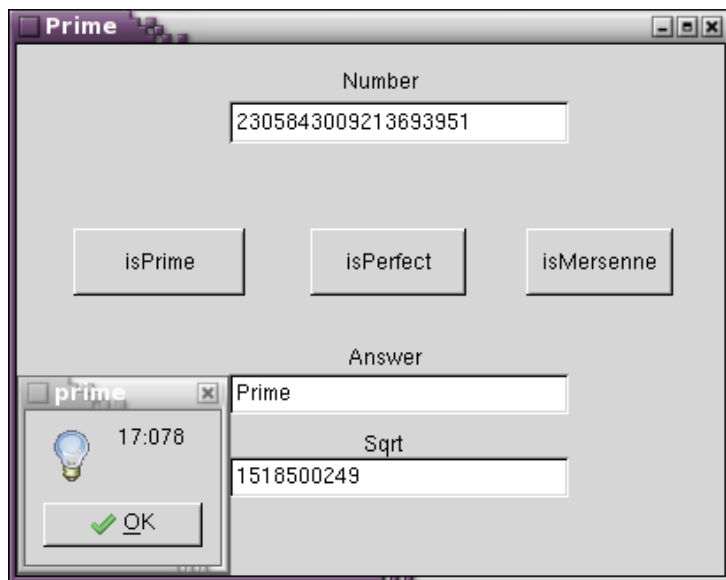 Prime
Number
2305843009213693951
isPrime
isPerfect
isMersenne
Answer
Prime
Sqrt
1518500249
prime
17:078
OK